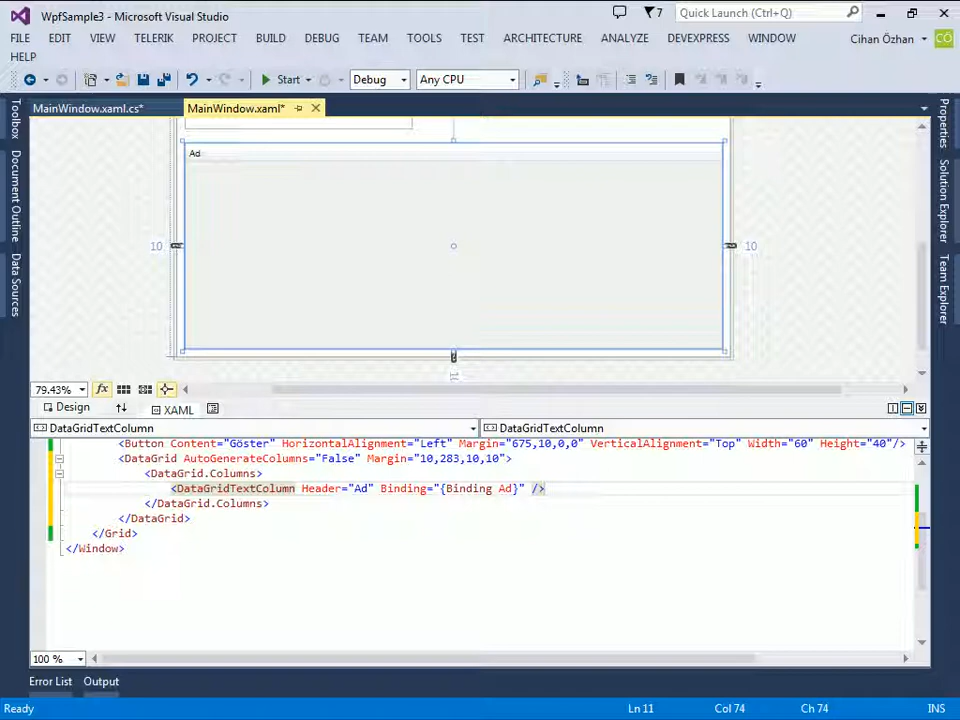 WpfSample3 - Microsoft Visual Studio
7
Quick Launch (Ctrl+Q)
FILE EDIT VIEW TELERIK PROJECT BUILD DEBUG TEAM TOOLS TEST ARCHITECTURE ANALYZE DEVEXPRESS WINDOW
Cihan Özhan CÖ
HELP
Start Debug Any CPU
MainWindow.xaml.cs* MainWindow.xaml*
Toolbox
Document Outline
Data Sources
Properties
Solution Explorer
Team Explorer
Ad
10 10
79.43% fx
Design XAML
DataGridTextColumn DataGridTextColumn
<Button Content="Göster" HorizontalAlignment="Left" Margin="675,10,0,0" VerticalAlignment="Top" Width="60" Height="40"/>
<DataGrid AutoGenerateColumns="False" Margin="10,283,10,10">
<DataGrid.Columns>
<DataGridTextColumn Header="Ad" Binding="{Binding Ad}" />
</DataGrid.Columns>
</DataGrid>
</Grid>
</Window>
100 %
Error List Output
Ready Ln 11 Col 74 Ch 74 INS